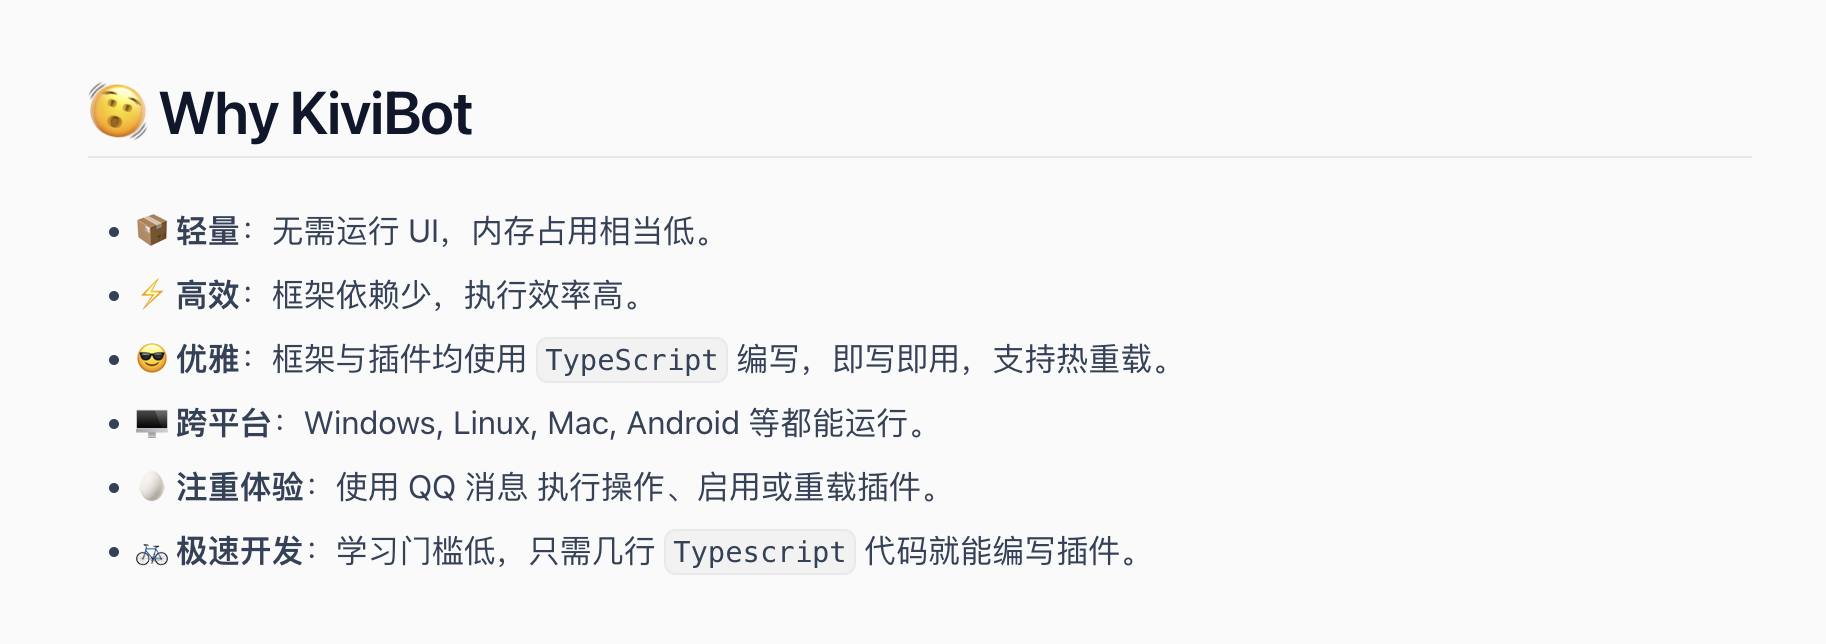 Why KiviBot
轻量：无需运行 UI，内存占用相当低。
高效：框架依赖少，执行效率高。
优雅：框架与插件均使用 TypeScript 编写，即写即用，支持热重载。
跨平台：Windows, Linux, Mac, Android 等都能运行。
注重体验：使用 QQ 消息 执行操作、启用或重载插件。
极速开发：学习门槛低，只需几行 Typescript 代码就能编写插件。